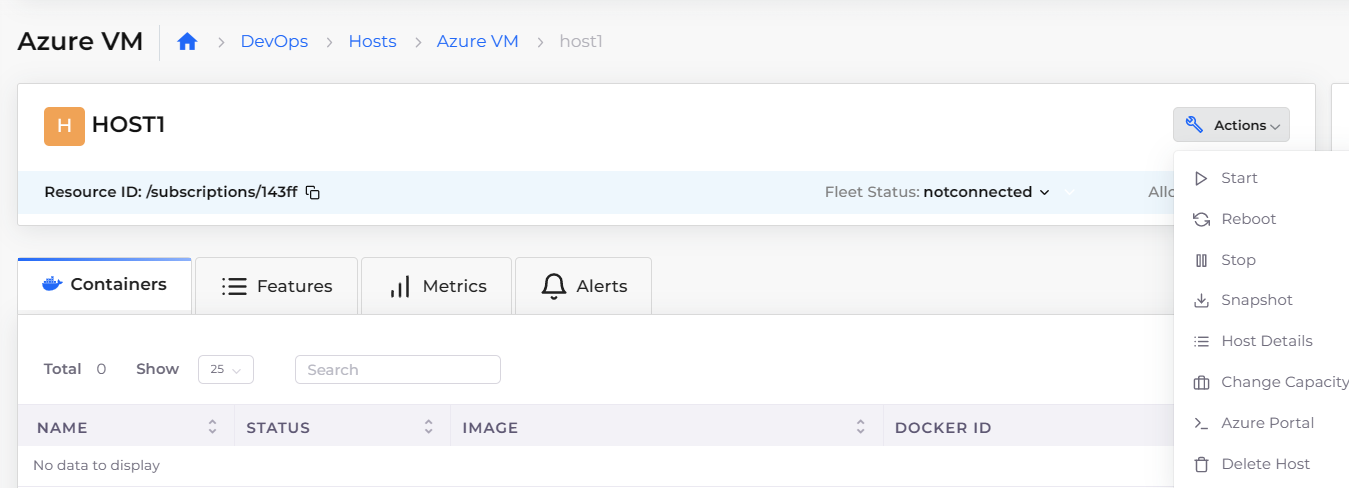 Azure VM
DevOps
Hosts
Azure VM
host1
H
HOST1
Actions
Resource ID: /subscriptions/143ff
Fleet Status: notconnected
Start
Reboot
Stop
Snapshot
Host Details
Change Capacity
Azure Portal
Delete Host
Containers
Features
Metrics
Alerts
Total 0 Show 25 Search
NAME STATUS IMAGE DOCKER ID
No data to display